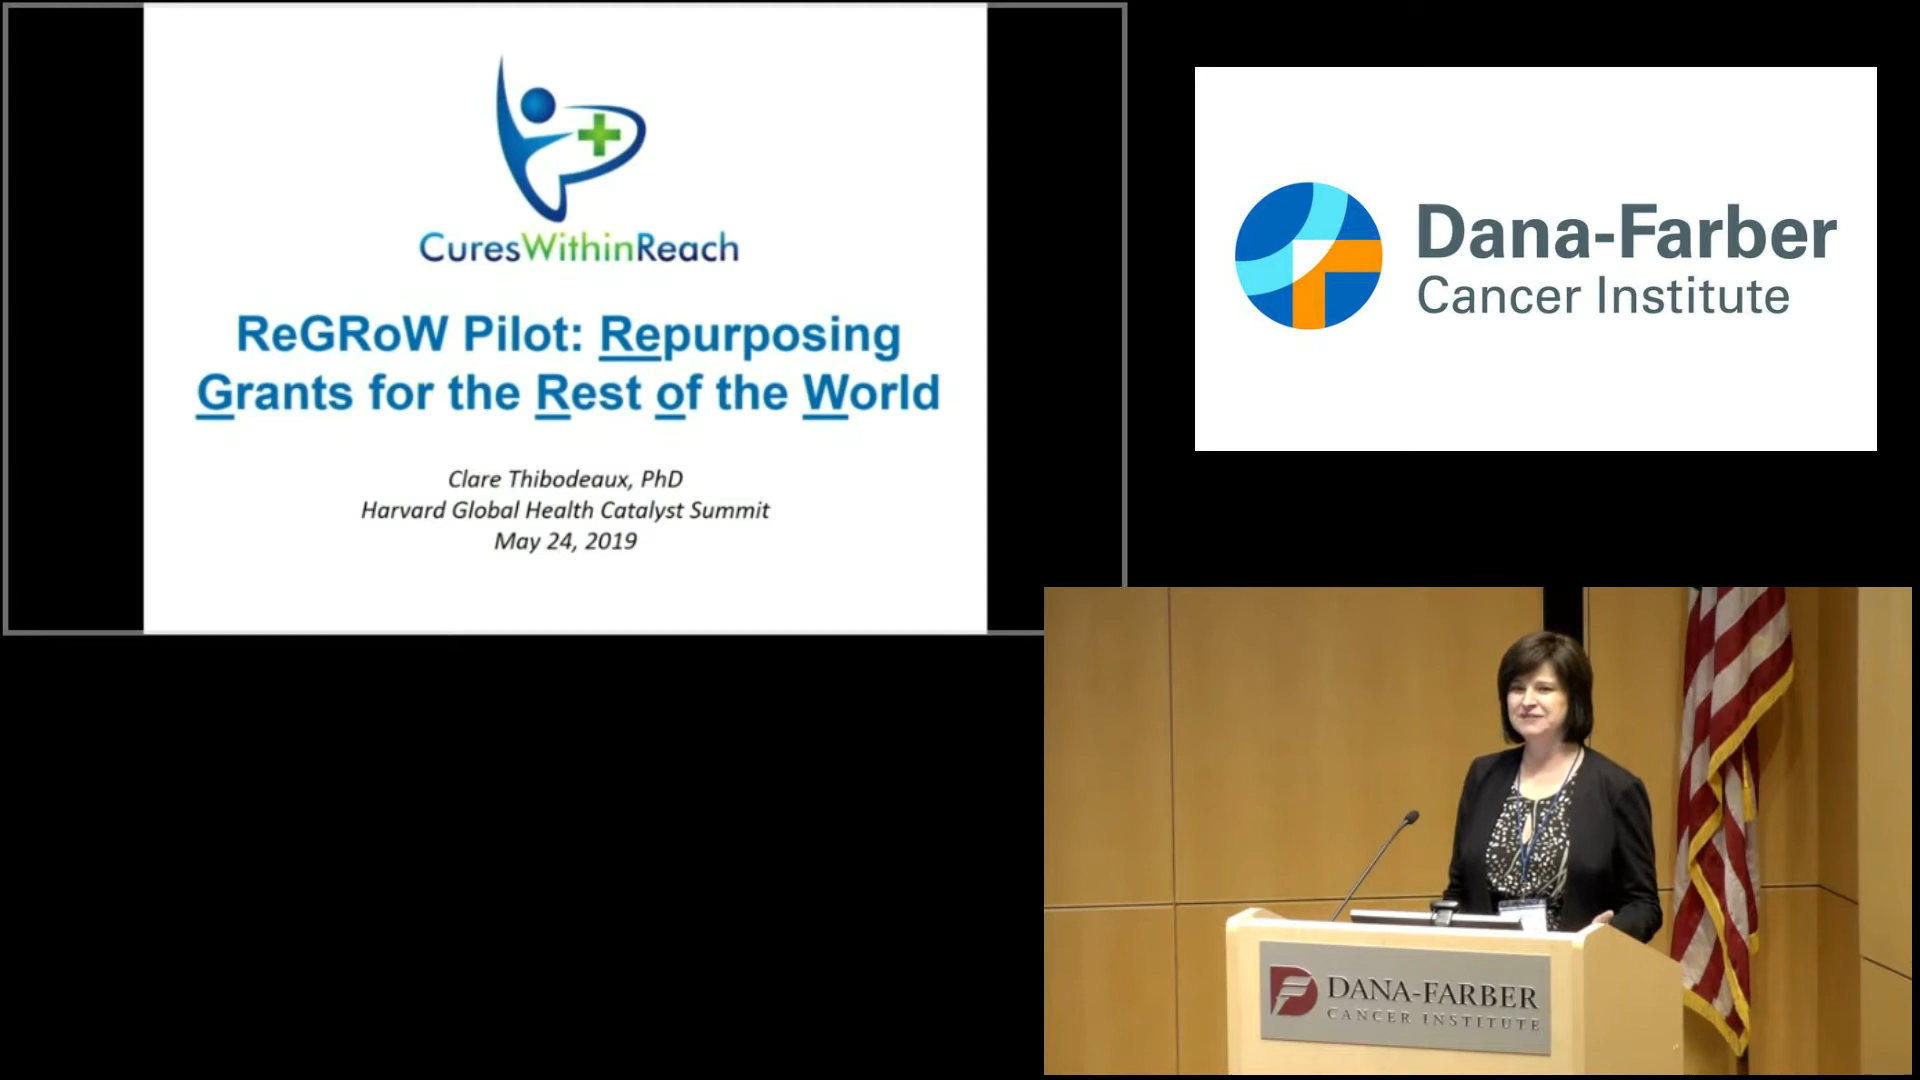 CuresWithinReach
ReGRoW Pilot: Repurposing
Grants for the Rest of the World
Clare Thibodeaux, PhD
Harvard Global Health Catalyst Summit
May 24, 2019
Dana-Farber
Cancer Institute
DANA-FARBER
CANCER INSTITUTE